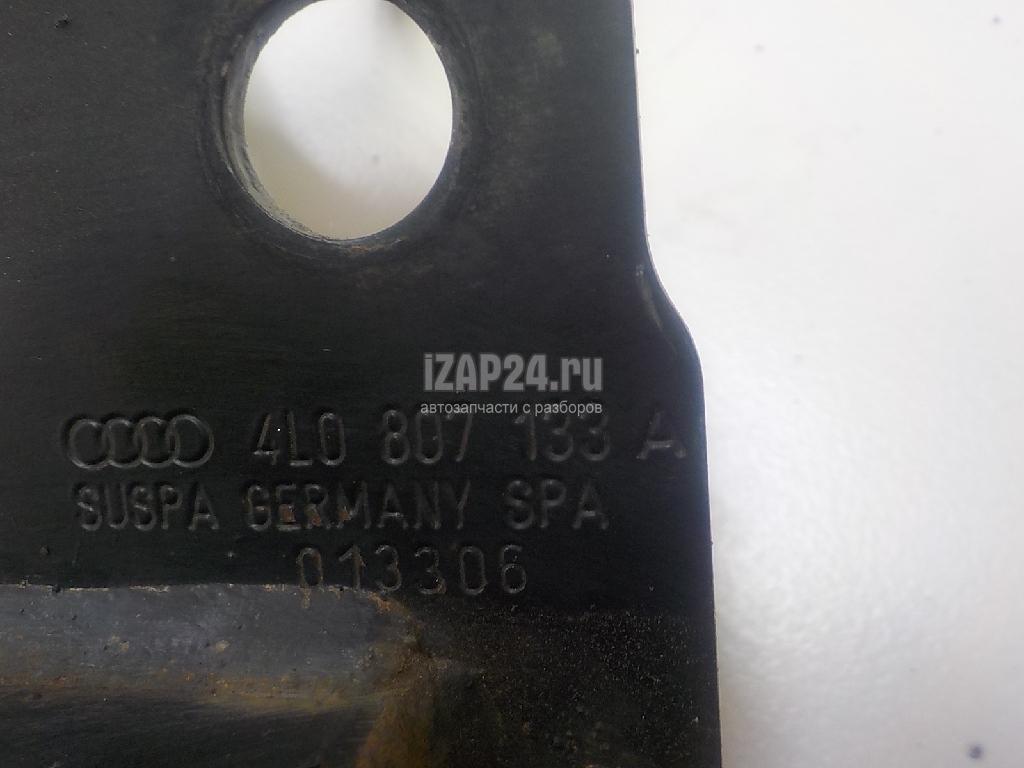 iZAP24.ru
автозапчасти с разборов
4L0 807 133 A
SUSPA GERMANY SPA
013306